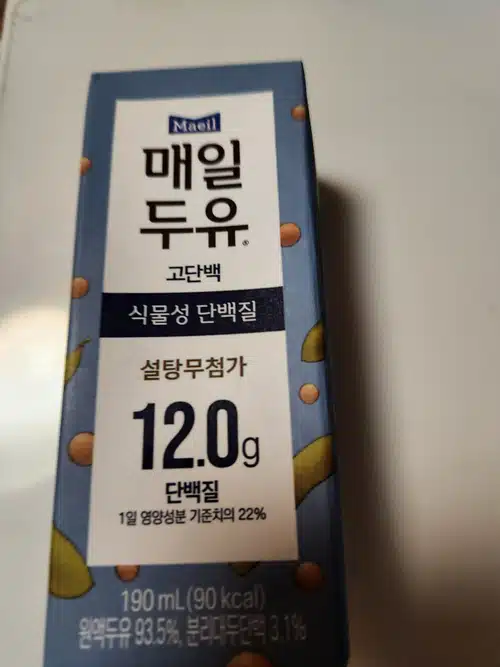 Maeil
매일
두유®
고단백
식물성 단백질
설탕무첨가
12.0g
단백질
1일 영양성분 기준치의 22%
190 mL(90 kcal)
원액두유 93.5%, 분리대두단백 3.1%